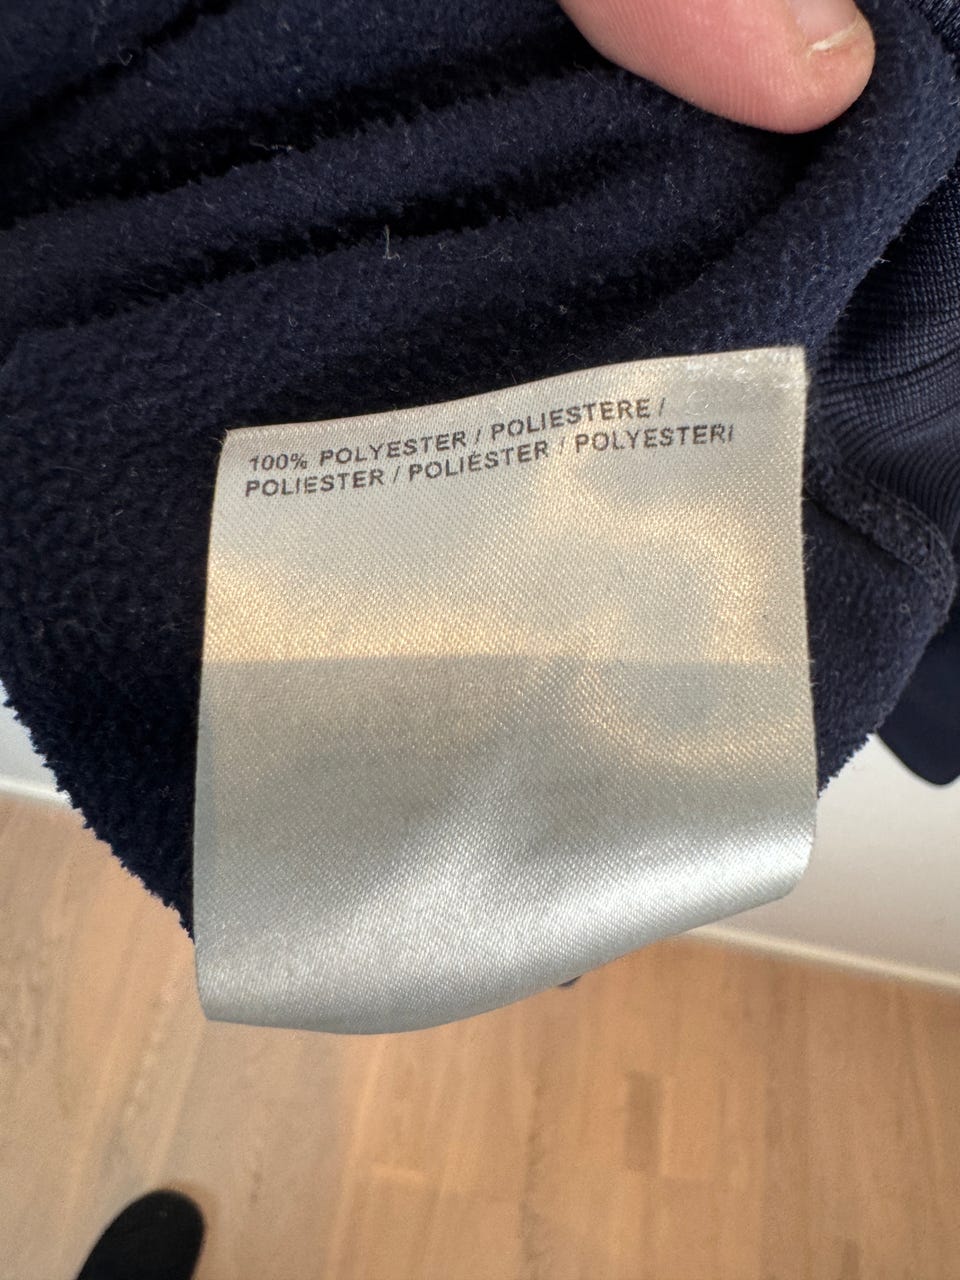 100% POLYESTER / POLIESTERE /
POLIESTER / POLIÉSTER / POLYESTERI